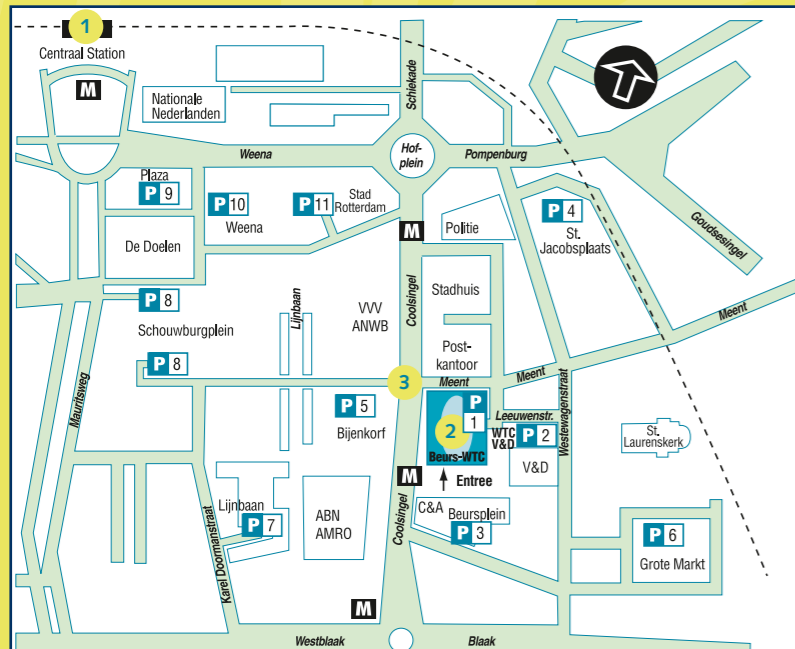 1
Centraal Station
M
Nationale
Nederlanden
Schiekade
Weena
Hof-
plein
Pompenburg
Plaza
P 9
P 10
Weena
P 11
Stad
Rotterdam
P 4
St.
Jacobsplaats
Goudsesingel
De Doelen
M
Politie
P 8
Schouwburgplein
Lijnbaan
VVV
ANWB
Coolsingel
Stadhuis
Post-
kantoor
Meent
P 8
3
Meent
Meent
Mauritsweg
P 5
Bijenkorf
P
1
2
Leeuwenstr.
WTC
V&D
P 2
Westewagenstraat
St.
Laurenskerk
Beurs-WTC
V&D
M
Entree
Lijnbaan
P 7
ABN
AMRO
Coolsingel
C&A
Beursplein
P 3
P 6
Grote Markt
Karel Doormanstraat
M
Westblaak
Blaak